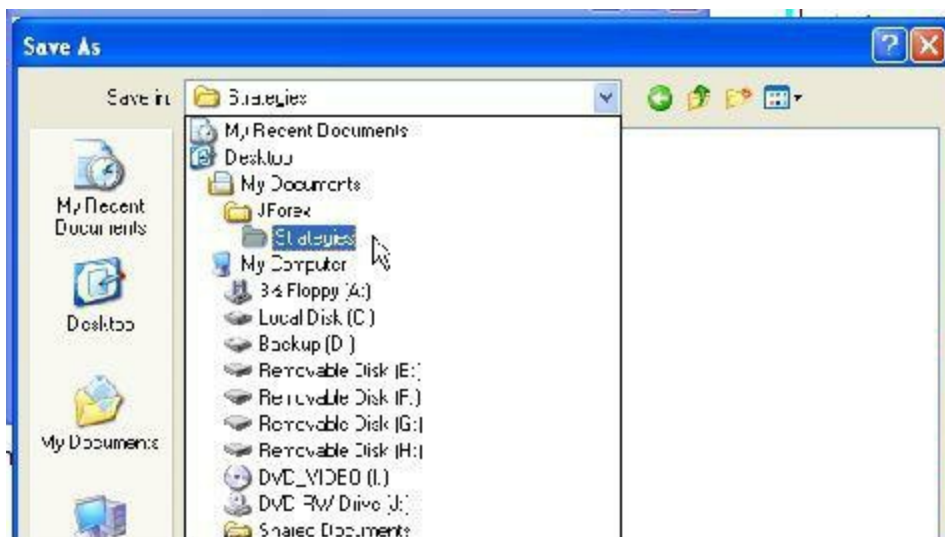 Save As
Save in:
Strategies
My Recent Documents
Desktop
My Documents
JForex
Strategies
My Computer
3½ Floppy (A:)
Local Disk (C:)
Backup (D:)
Removable Disk (E:)
Removable Disk (F:)
Removable Disk (G:)
Removable Disk (H:)
DVD_VIDEO (I:)
DVD-RW Drive (J:)
Shared Documents
My Recent
Documents
Desktop
My Documents